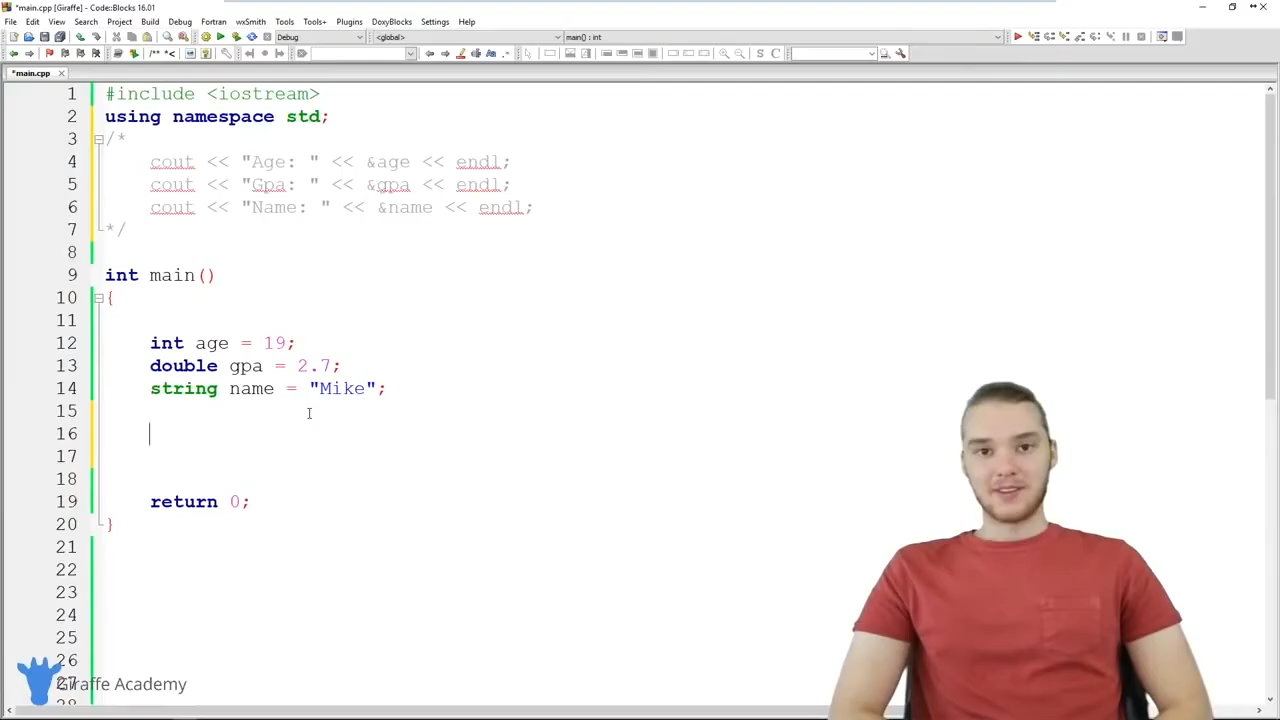 *main.cpp [Giraffe] - Code::Blocks 16.01
File Edit View Search Project Build Debug Fortran wxSmith Tools Tools+ Plugins DoxyBlocks Settings Help
Debug <global> main() : int
*main.cpp
1 #include <iostream>
2 using namespace std;
3 /*
4 cout << "Age: " << &age << endl;
5 cout << "Gpa: " << &gpa << endl;
6 cout << "Name: " << &name << endl;
7 */
8
9 int main()
10 {
11
12 int age = 19;
13 double gpa = 2.7;
14 string name = "Mike";
15
16
17
18
19 return 0;
20 }
21
22
23
24
25
26
27
Giraffe Academy
28